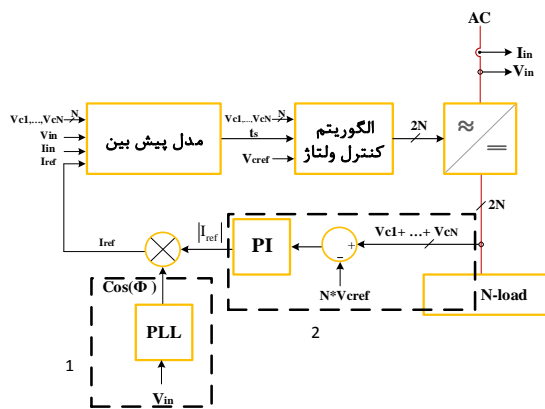 AC
Iin
Vin
Vc1,...,VcN
N
Vin
Iin
Iref
مدل پیش بین
ts
Vc1,...,VcN
N
Vcref
الگوریتم
کنترل ولتاژ
2N
≈
=
2N
|Iref|
PI
+
−
Vc1+ ...+ VcN
N*Vcref
N-load
Iref
Cos(Φ )
PLL
Vin
1
2